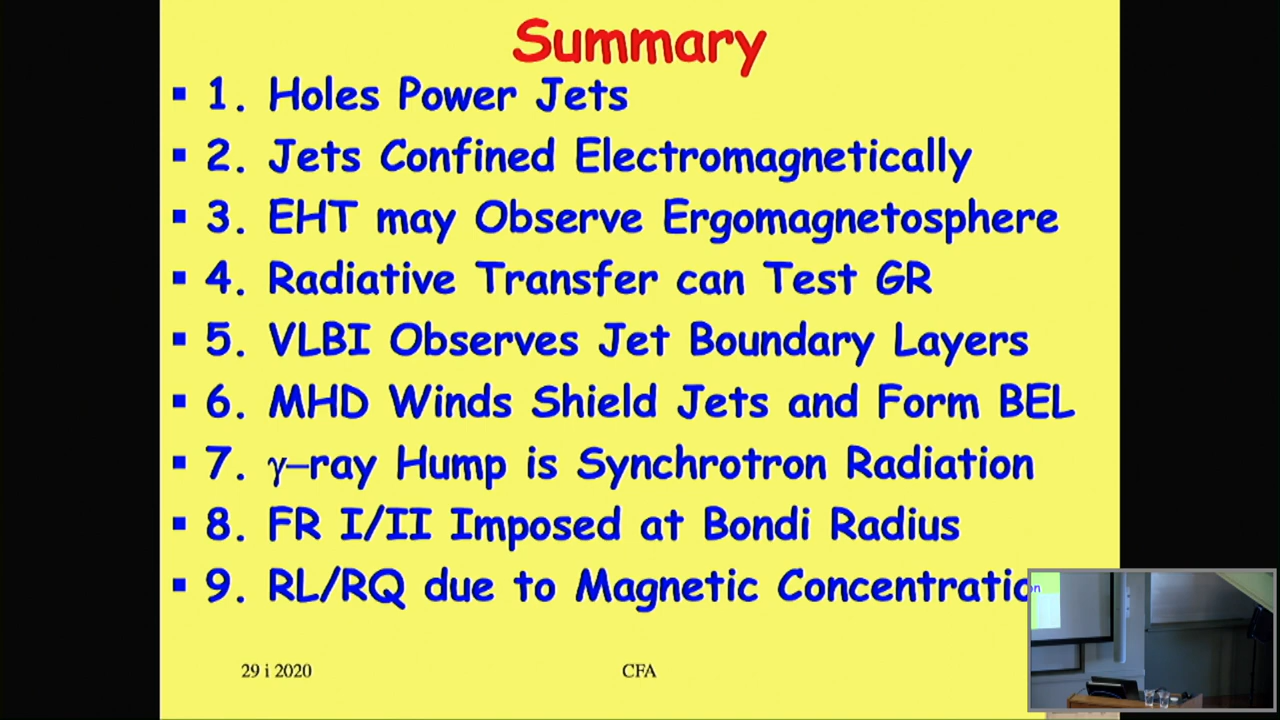 Summary
▪ 1. Holes Power Jets
▪ 2. Jets Confined Electromagnetically
▪ 3. EHT may Observe Ergomagnetosphere
▪ 4. Radiative Transfer can Test GR
▪ 5. VLBI Observes Jet Boundary Layers
▪ 6. MHD Winds Shield Jets and Form BEL
▪ 7. γ–ray Hump is Synchrotron Radiation
▪ 8. FR I/II Imposed at Bondi Radius
▪ 9. RL/RQ due to Magnetic Concentration
29 i 2020 CFA